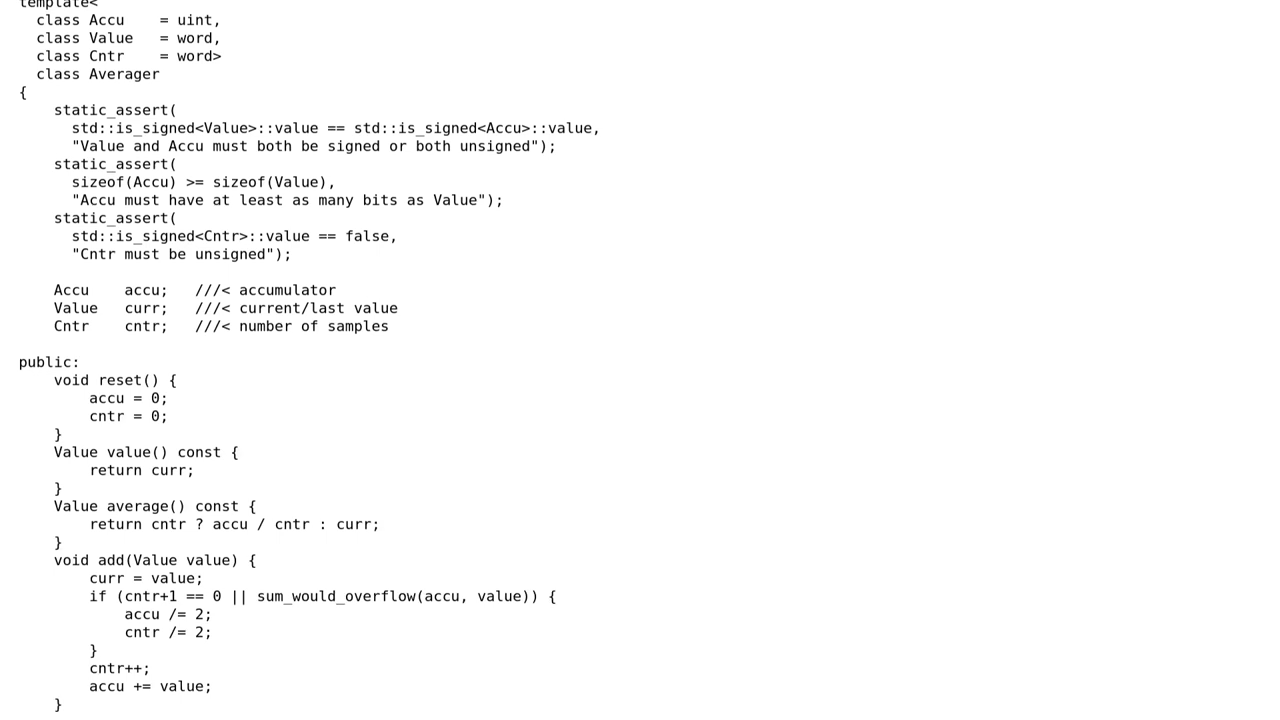 template<
  class Accu    = uint,
  class Value   = word,
  class Cntr    = word>
  class Averager
{
    static_assert(
      std::is_signed<Value>::value == std::is_signed<Accu>::value,
      "Value and Accu must both be signed or both unsigned");
    static_assert(
      sizeof(Accu) >= sizeof(Value),
      "Accu must have at least as many bits as Value");
    static_assert(
      std::is_signed<Cntr>::value == false,
      "Cntr must be unsigned");

    Accu    accu;   ///< accumulator
    Value   curr;   ///< current/last value
    Cntr    cntr;   ///< number of samples

public:
    void reset() {
        accu = 0;
        cntr = 0;
    }
    Value value() const {
        return curr;
    }
    Value average() const {
        return cntr ? accu / cntr : curr;
    }
    void add(Value value) {
        curr = value;
        if (cntr+1 == 0 || sum_would_overflow(accu, value)) {
            accu /= 2;
            cntr /= 2;
        }
        cntr++;
        accu += value;
    }